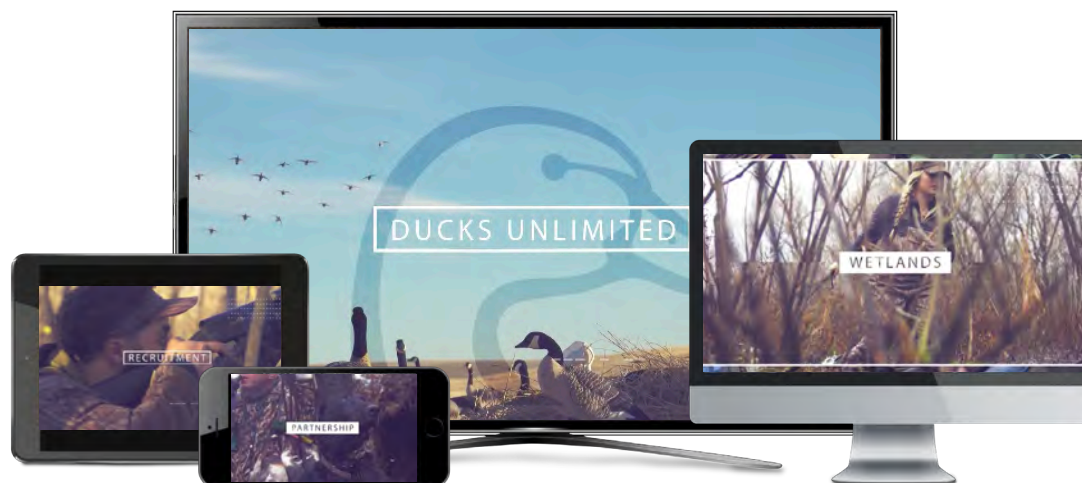 DUCKS UNLIMITED
WETLANDS
RECRUITMENT
PARTNERSHIP